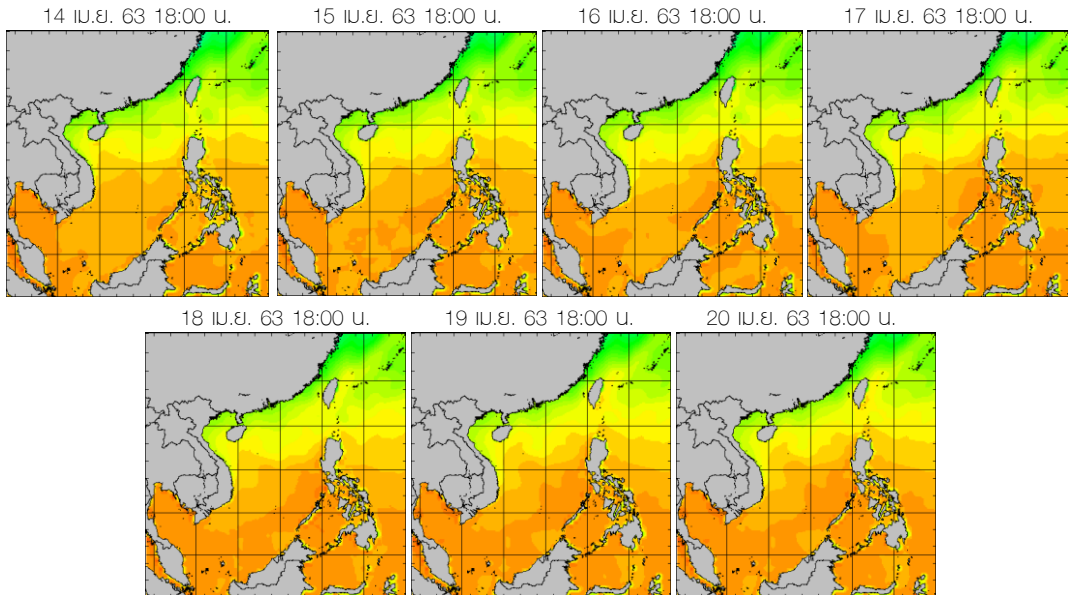 14 เม.ย. 63 18:00 น.
15 เม.ย. 63 18:00 น.
16 เม.ย. 63 18:00 น.
17 เม.ย. 63 18:00 น.
18 เม.ย. 63 18:00 น.
19 เม.ย. 63 18:00 น.
20 เม.ย. 63 18:00 น.